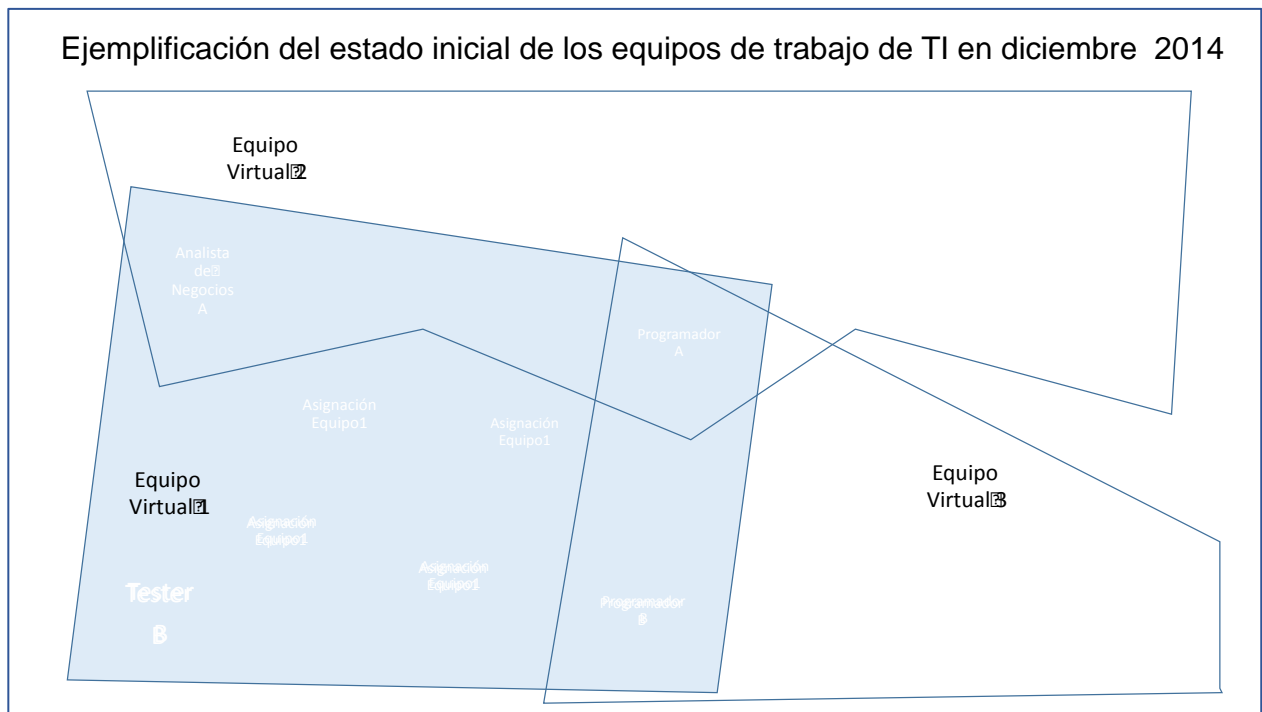 Ejemplificación del estado inicial de los equipos de trabajo de TI en diciembre 2014
Equipo
Virtual 2
Analista
de
Negocios
A
Programador
A
Asignación
Equipo1
Asignación
Equipo1
Equipo
Virtual 1
Equipo
Virtual 3
Asignación
Equipo1
Asignación
Equipo1
Tester
B
Programador
B